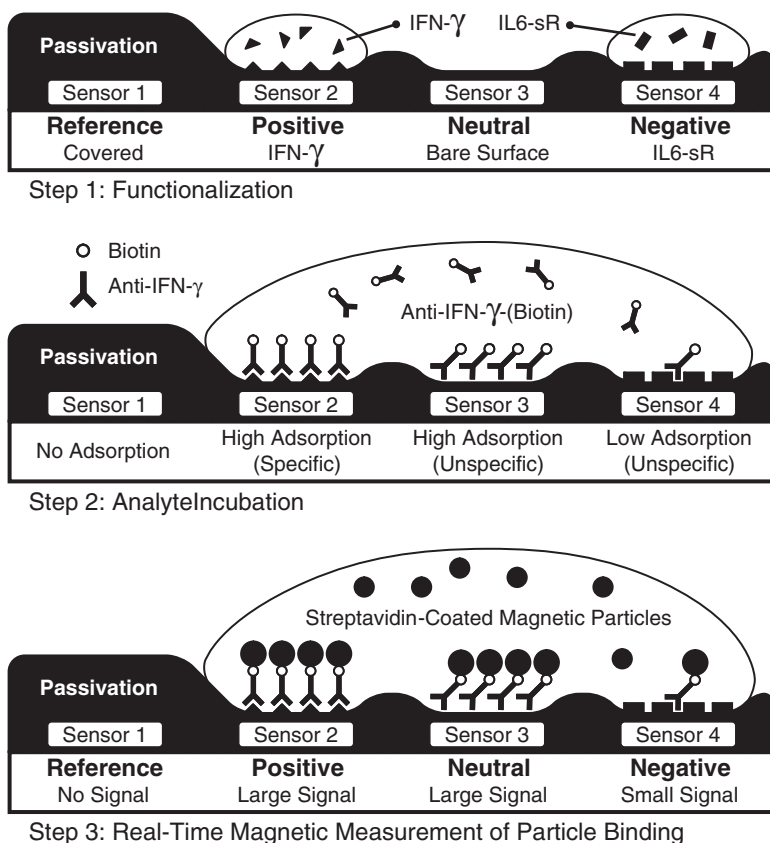 IFN-γ IL6-sR
Passivation
Sensor 1 Sensor 2 Sensor 3 Sensor 4
Reference Positive Neutral Negative
Covered IFN-γ Bare Surface IL6-sR
Step 1: Functionalization
Biotin
Anti-IFN-γ
Anti-IFN-γ-(Biotin)
Passivation
Sensor 1 Sensor 2 Sensor 3 Sensor 4
No Adsorption High Adsorption High Adsorption Low Adsorption
(Specific) (Unspecific) (Unspecific)
Step 2: AnalyteIncubation
Streptavidin-Coated Magnetic Particles
Passivation
Sensor 1 Sensor 2 Sensor 3 Sensor 4
Reference Positive Neutral Negative
No Signal Large Signal Large Signal Small Signal
Step 3: Real-Time Magnetic Measurement of Particle Binding